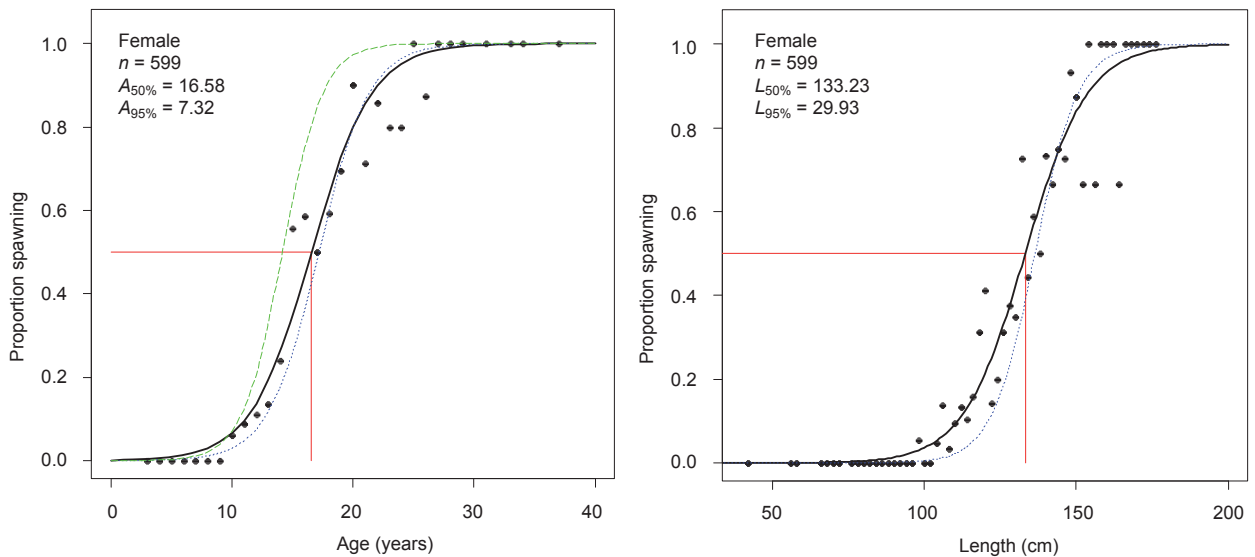 Female
n = 599
A50% = 16.58
A95% = 7.32
1.0
0.8
0.6
0.4
0.2
0.0
Proportion spawning
0 10 20 30 40
Age (years)
Female
n = 599
L50% = 133.23
L95% = 29.93
1.0
0.8
0.6
0.4
0.2
0.0
Proportion spawning
50 100 150 200
Length (cm)